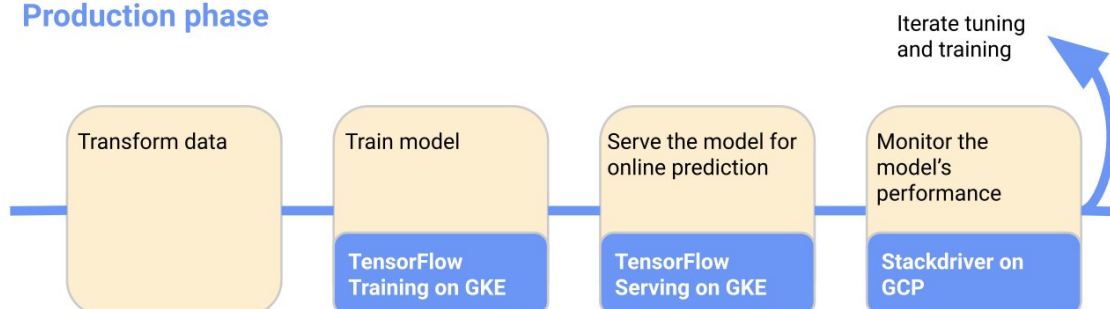 Production phase
Iterate tuning
and training
Transform data
Train model
Serve the model for
online prediction
Monitor the
model's
performance
TensorFlow
Training on GKE
TensorFlow
Serving on GKE
Stackdriver on
GCP